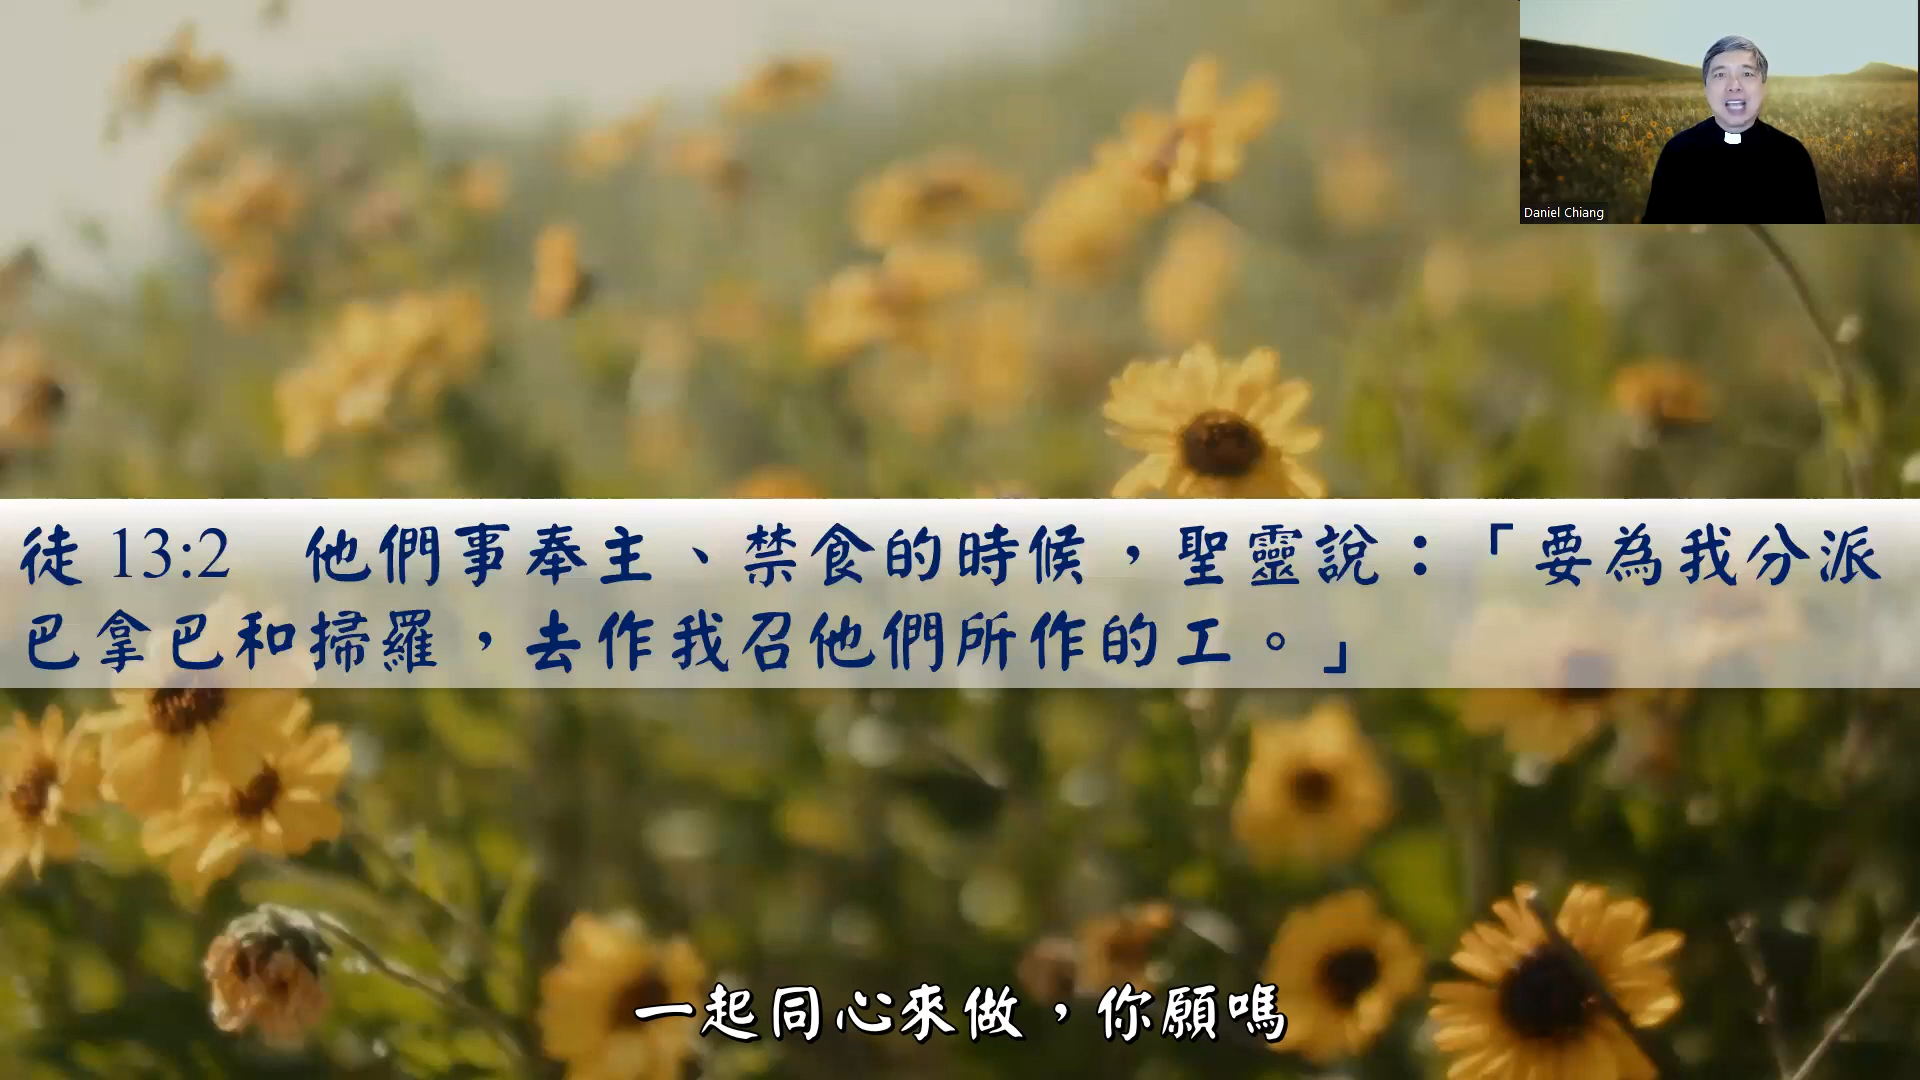 Daniel Chiang
徒 13:2　他們事奉主、禁食的時候，聖靈說：「要為我分派
巴拿巴和掃羅，去作我召他們所作的工。」
一起同心來做，你願嗎